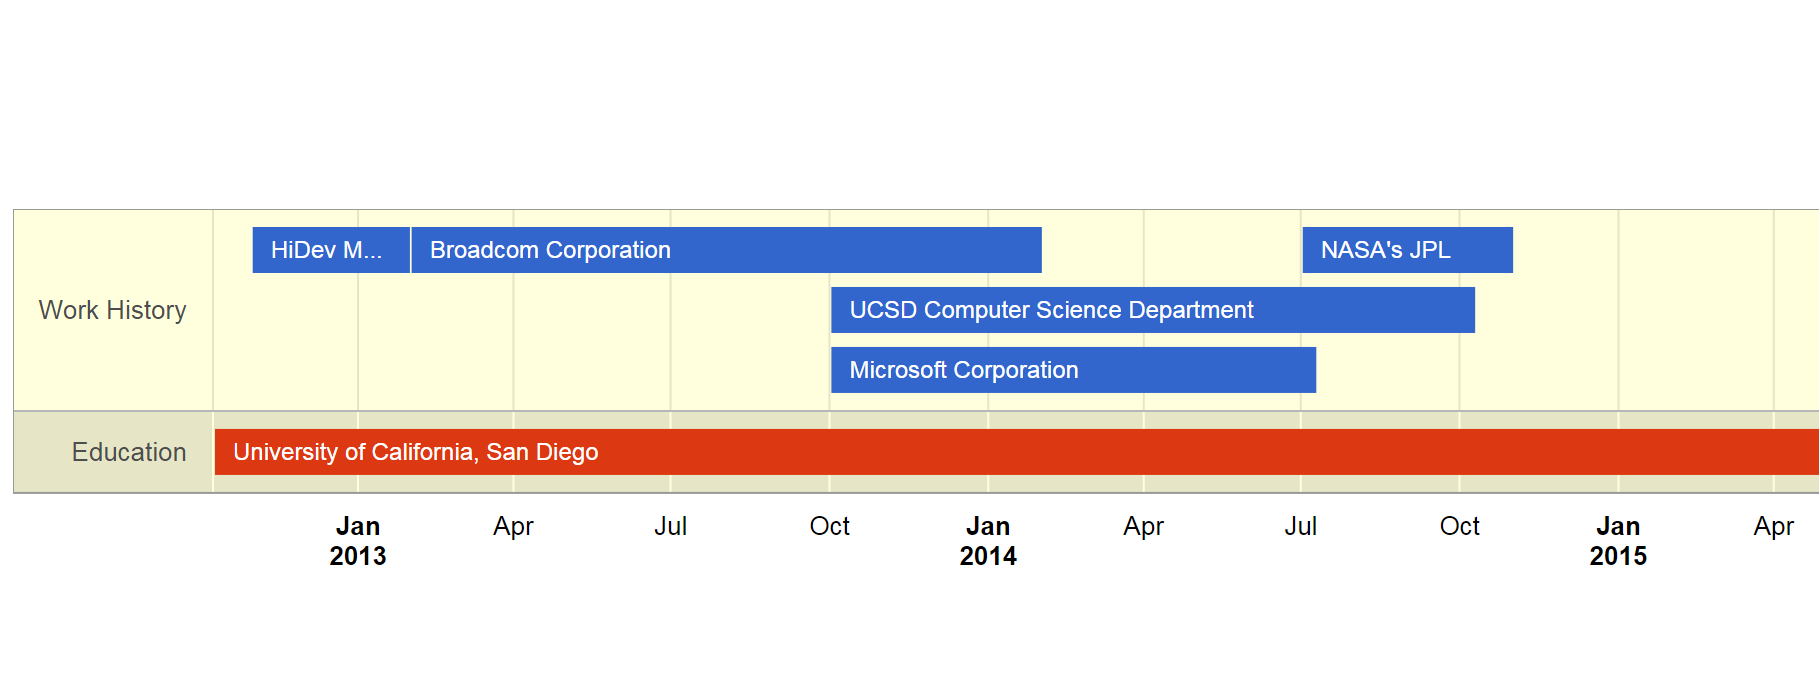 HiDev M...
Broadcom Corporation
NASA's JPL
Work History
UCSD Computer Science Department
Microsoft Corporation
Education
University of California, San Diego
Jan Apr Jul Oct Jan Apr Jul Oct Jan Apr
2013 2014 2015